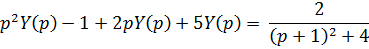 p²Y(p) − 1 + 2pY(p) + 5Y(p) = 2/((p + 1)² + 4)